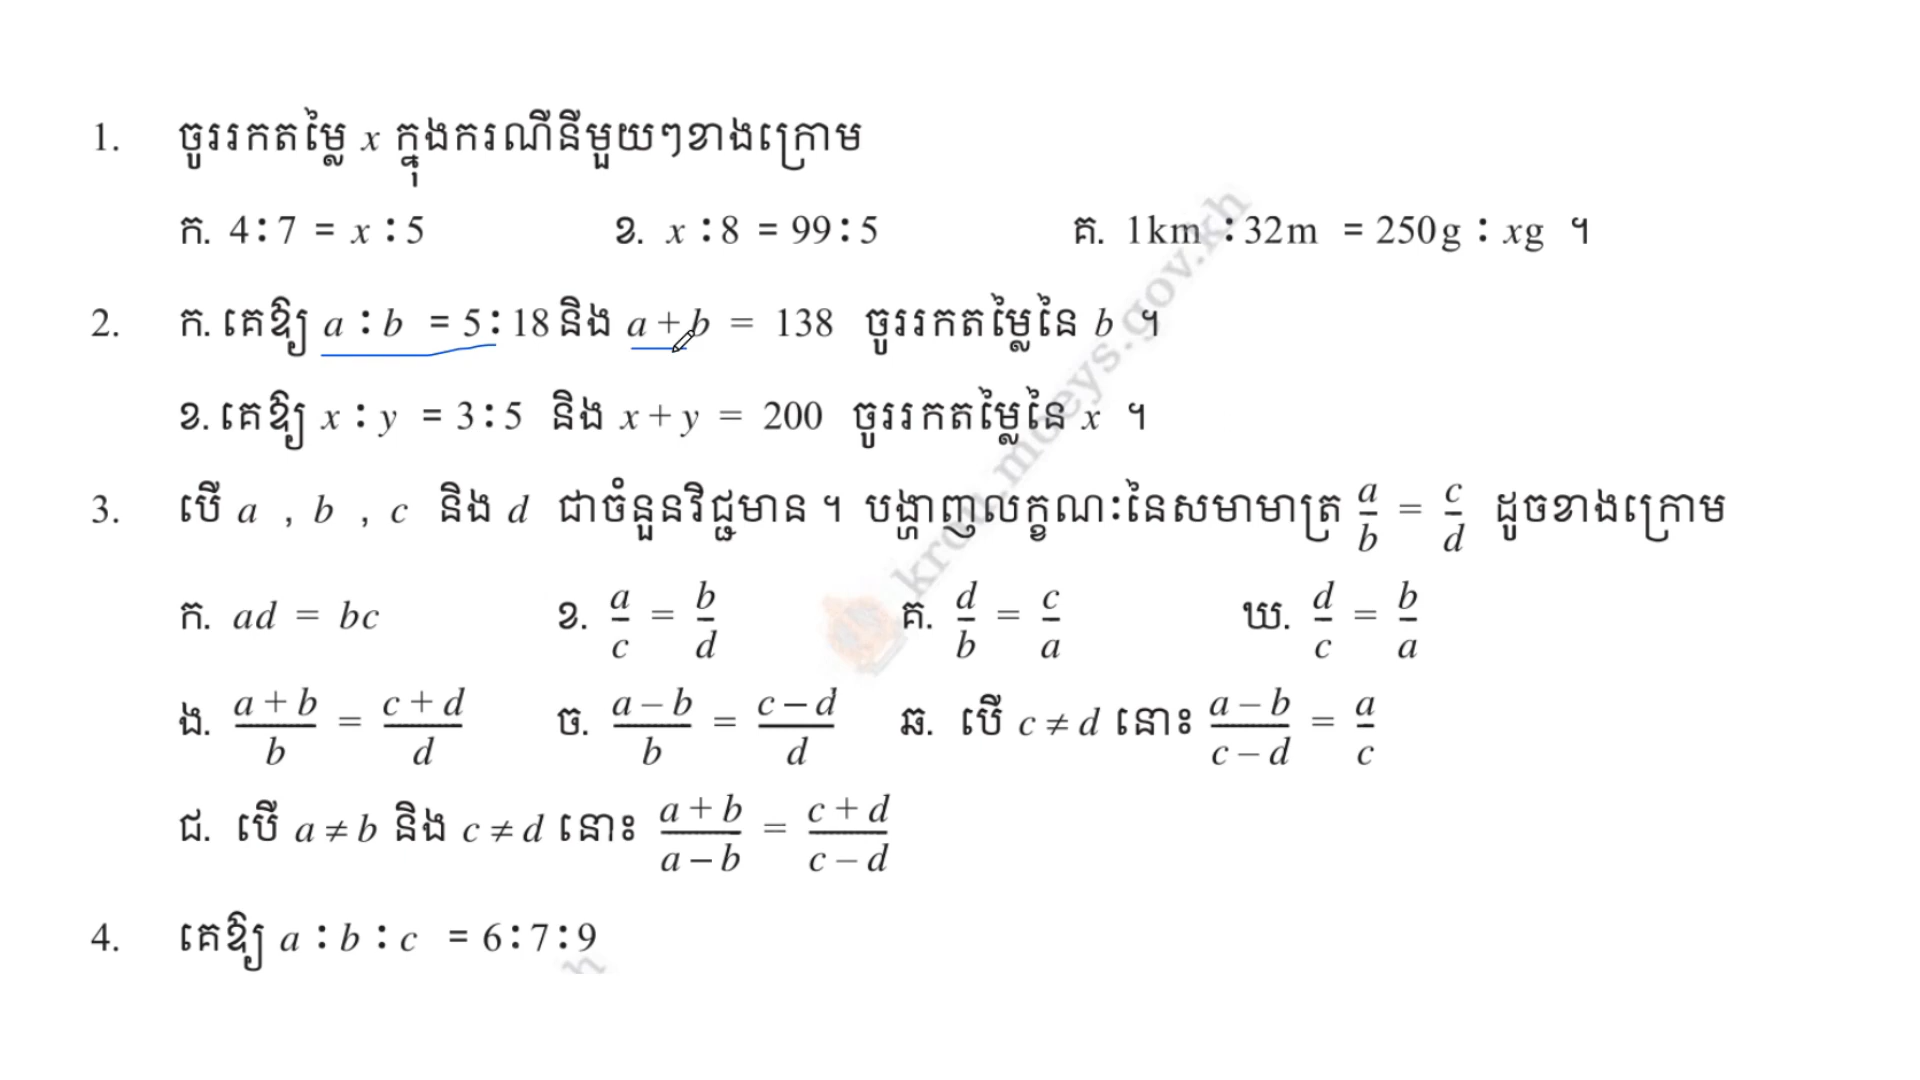 1. ចូររកតម្លៃ x ក្នុងករណីនីមួយៗខាងក្រោម
ក. 4 : 7 = x : 5 ខ. x : 8 = 99 : 5 គ. 1km : 32m = 250g : xg ។
2. ក. គេឱ្យ a : b = 5 : 18 និង a + b = 138 ចូររកតម្លៃនៃ b ។
ខ. គេឱ្យ x : y = 3 : 5 និង x + y = 200 ចូររកតម្លៃនៃ x ។
3. បើ a , b , c និង d ជាចំនួនវិជ្ជមាន ។ បង្ហាញលក្ខណៈនៃសមាមាត្រ a/b = c/d ដូចខាងក្រោម
ក. ad = bc ខ. a/c = b/d គ. d/b = c/a ឃ. d/c = b/a
ង. (a + b)/b = (c + d)/d ច. (a – b)/b = (c – d)/d ឆ. បើ c ≠ d នោះ (a – b)/(c – d) = a/c
ជ. បើ a ≠ b និង c ≠ d នោះ (a + b)/(a – b) = (c + d)/(c – d)
4. គេឱ្យ a : b : c = 6 : 7 : 9